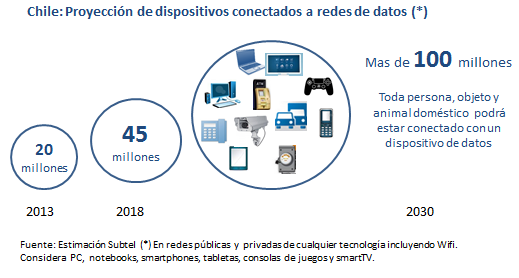 Chile: Proyección de dispositivos conectados a redes de datos (*)
20
millones
45
millones
Mas de 100 millones
Toda persona, objeto y
animal doméstico podrá
estar conectado con un
dispositivo de datos
2013
2018
2030
Fuente: Estimación Subtel (*) En redes públicas y privadas de cualquier tecnología incluyendo Wifi.
Considera PC, notebooks, smartphones, tabletas, consolas de juegos y smartTV.